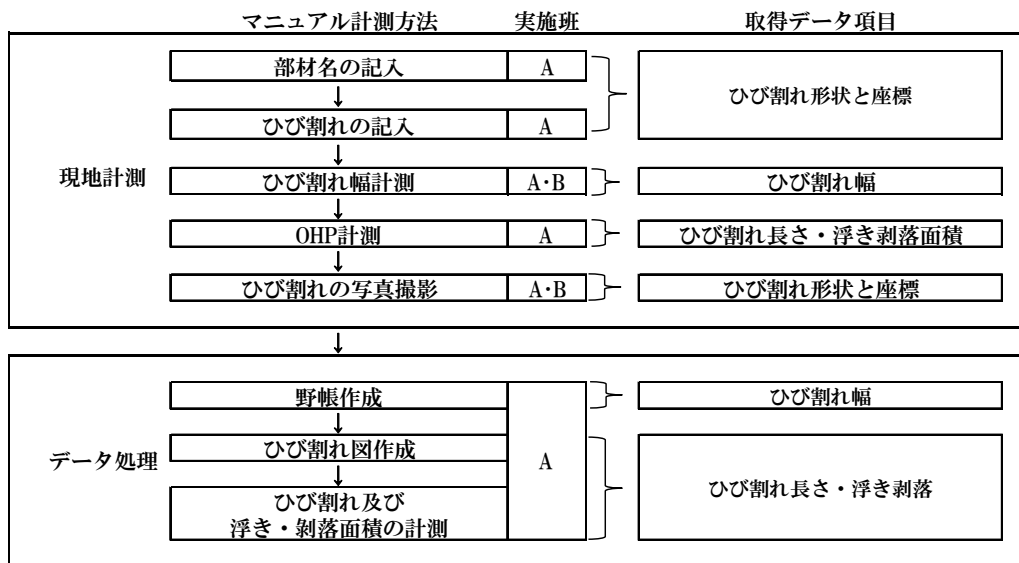 マニュアル計測方法 実施班 取得データ項目
部材名の記入 A
ひび割れ形状と座標
ひび割れの記入 A
現地計測 ひび割れ幅計測 A・B ひび割れ幅
OHP計測 A ひび割れ長さ・浮き剥落面積
ひび割れの写真撮影 A・B ひび割れ形状と座標
野帳作成 ひび割れ幅
ひび割れ図作成
データ処理 A
ひび割れ長さ・浮き剥落
ひび割れ及び
浮き・剥落面積の計測